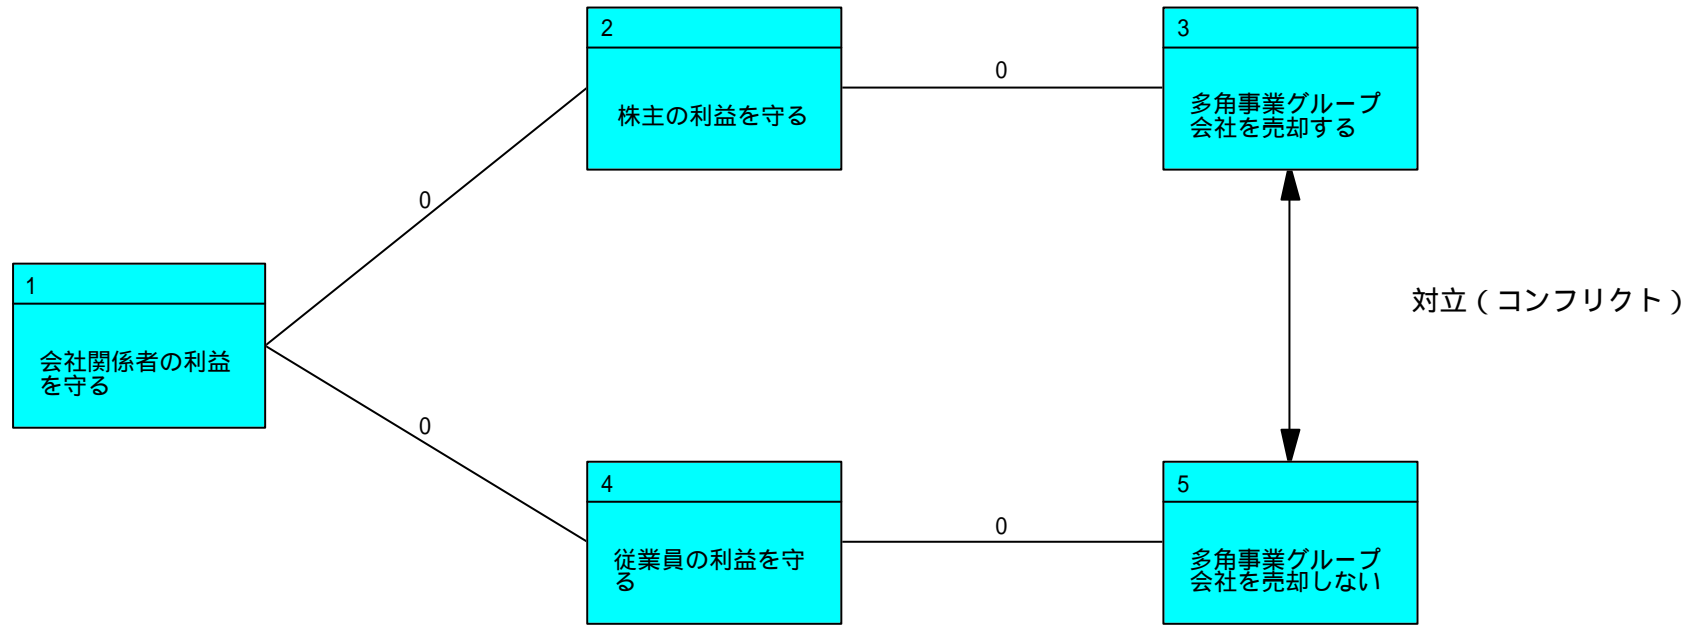 2
株主の利益を守る
0
3
多角事業グループ
会社を売却する
0
1
会社関係者の利益
を守る
対立（コンフリクト）
0
4
従業員の利益を守
る
0
5
多角事業グループ
会社を売却しない